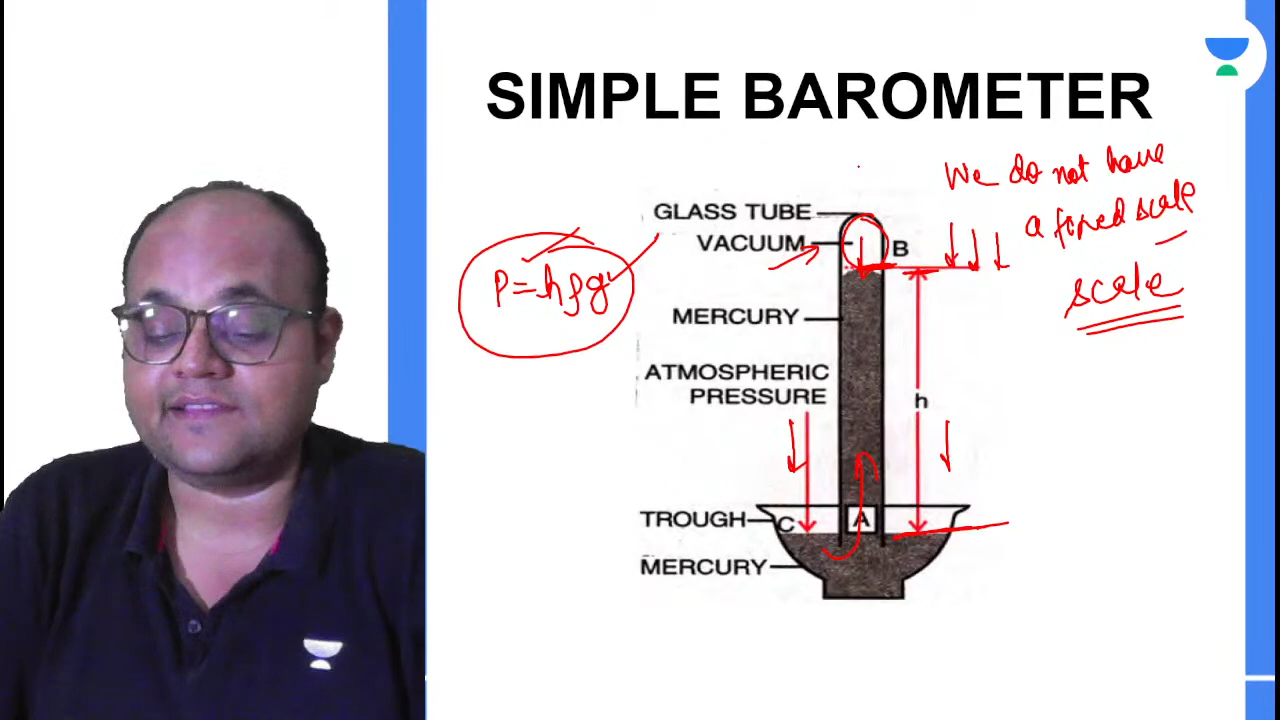 SIMPLE BAROMETER
We do not have
a fixed scale
scale
GLASS TUBE
VACUUM
B
P=hρg
MERCURY
ATMOSPHERIC
PRESSURE
h
TROUGH
C
A
MERCURY